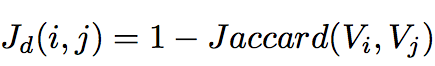 J_d(i, j) = 1 − Jaccard(V_i, V_j)